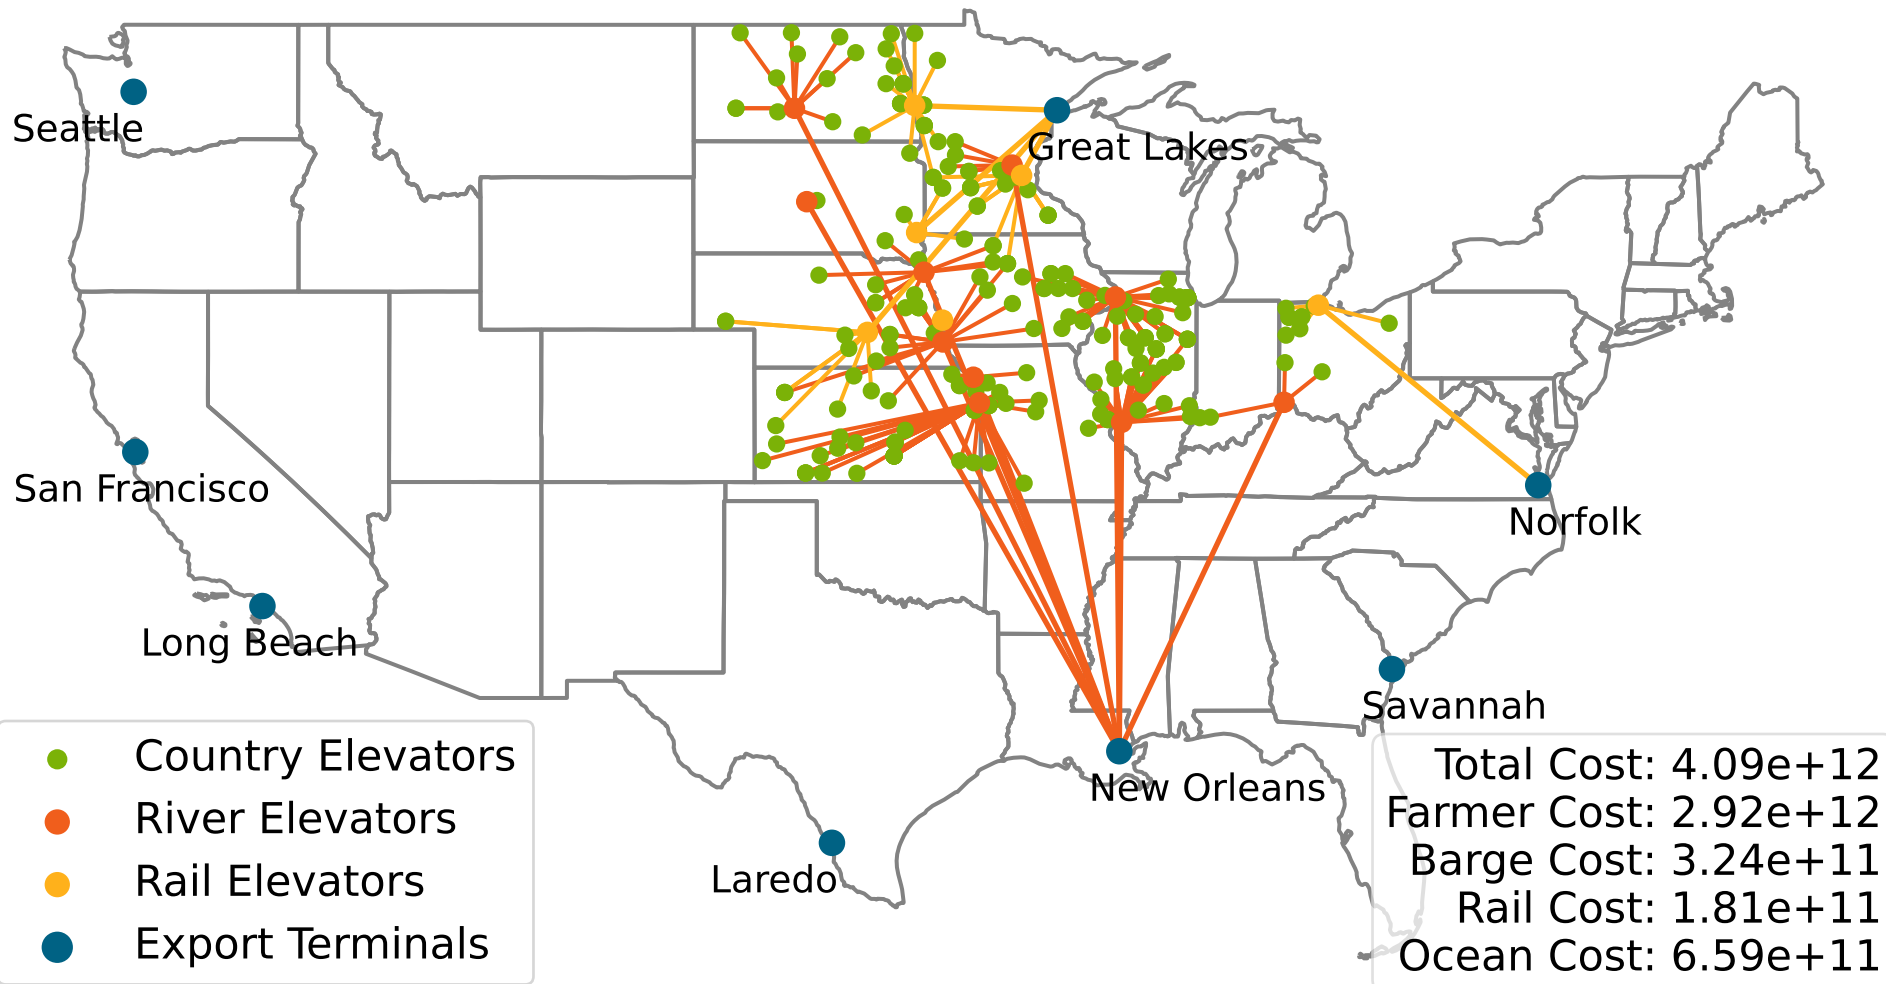 Seattle
Great Lakes
San Francisco
Norfolk
Long Beach
Savannah
New Orleans
Laredo
Country Elevators
River Elevators
Rail Elevators
Export Terminals
Total Cost: 4.09e+12
Farmer Cost: 2.92e+12
Barge Cost: 3.24e+11
Rail Cost: 1.81e+11
Ocean Cost: 6.59e+11